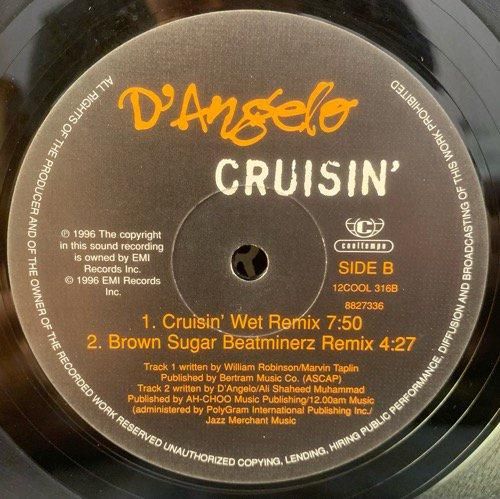 D'Angelo
CRUISIN'
℗ 1996 The copyright
in this sound recording
is owned by EMI
Records Inc.
© 1996 EMI Records
Inc.
C
cooltempo
SIDE B
12COOL 316B
8827336
1. Cruisin' Wet Remix 7:50
2. Brown Sugar Beatminerz Remix 4:27
Track 1 written by William Robinson/Marvin Taplin
Published by Bertram Music Co. (ASCAP)
Track 2 written by D'Angelo/Ali Shaheed Muhammad
Published by AH-CHOO Music Publishing/12.00am Music
(administered by PolyGram International Publishing Inc./
Jazz Merchant Music
ALL RIGHTS OF THE PRODUCER AND OF THE OWNER OF THE RECORDED WORK RESERVED UNAUTHORIZED COPYING, LENDING, HIRING PUBLIC PERFORMANCE, DIFFUSION AND BROADCASTING OF THIS WORK PROHIBITED